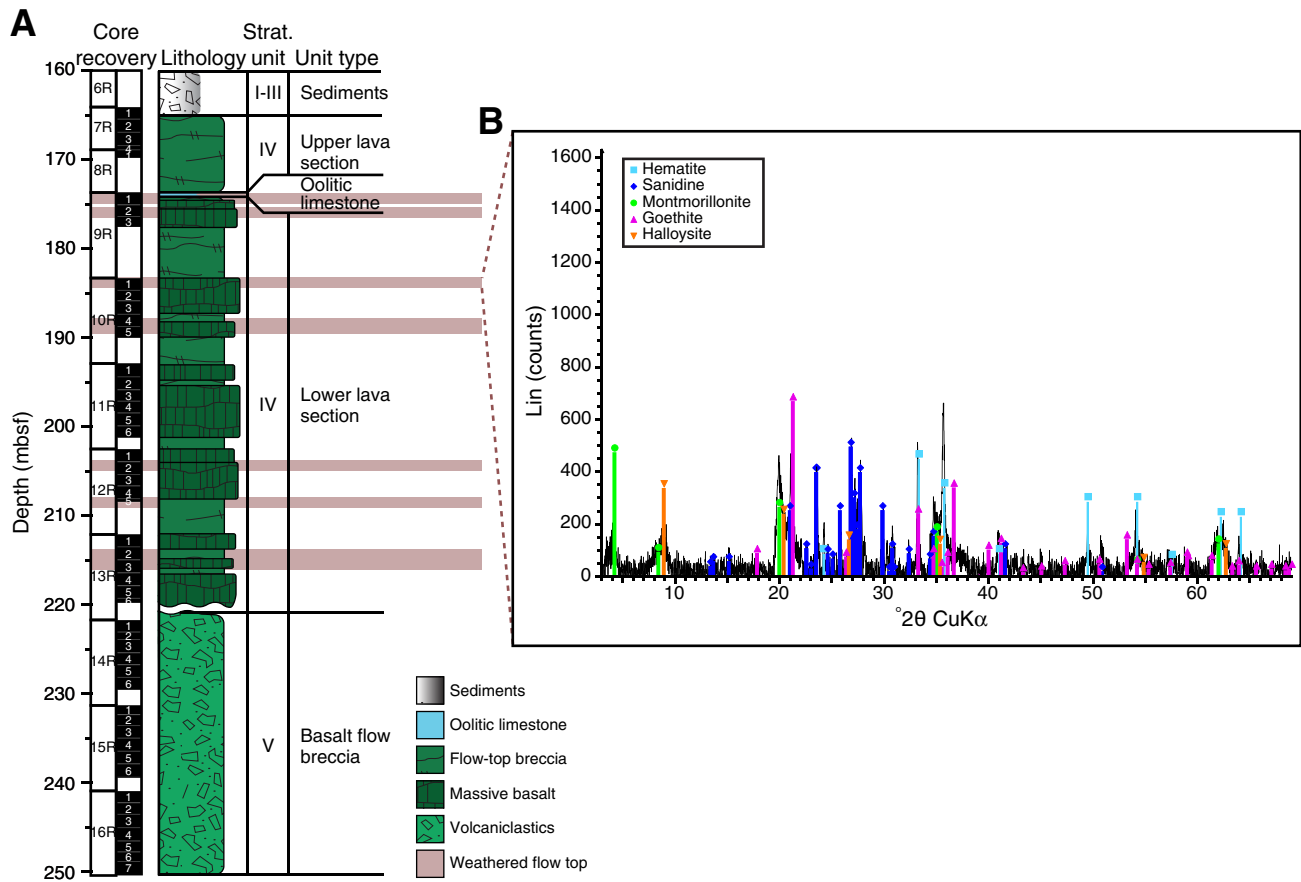 A
Core recovery
Lithology
Strat. unit
Unit type
Depth (mbsf)
160
170
180
190
200
210
220
230
240
250
6R
7R
1
2
3
4
8R
9R
1
2
3
10R
1
2
3
4
5
11R
1
2
3
4
5
6
12R
1
2
3
4
5
13R
1
2
3
4
5
6
14R
1
2
3
4
5
6
15R
1
2
3
4
5
6
16R
1
2
3
4
5
6
7
I-III
Sediments
IV
Upper lava
section
Oolitic
limestone
IV
Lower lava
section
V
Basalt flow
breccia
Sediments
Oolitic limestone
Flow-top breccia
Massive basalt
Volcaniclastics
Weathered flow top
B
Lin (counts)
1600
1400
1200
1000
800
600
400
200
0
Hematite
Sanidine
Montmorillonite
Goethite
Halloysite
10
20
30
40
50
60
°2θ CuKα